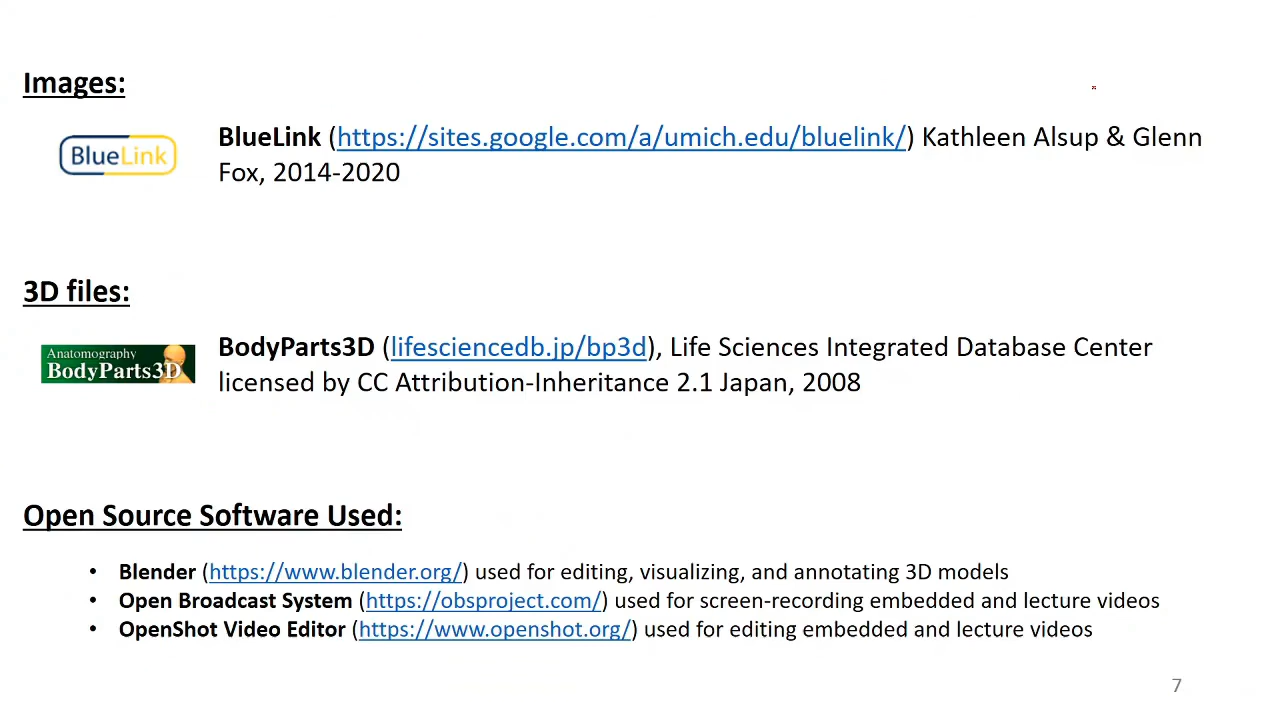 Images:
BlueLink
BlueLink (https://sites.google.com/a/umich.edu/bluelink/) Kathleen Alsup & Glenn
Fox, 2014-2020
3D files:
Anatomography
BodyParts3D
BodyParts3D (lifesciencedb.jp/bp3d), Life Sciences Integrated Database Center
licensed by CC Attribution-Inheritance 2.1 Japan, 2008
Open Source Software Used:
• Blender (https://www.blender.org/) used for editing, visualizing, and annotating 3D models
• Open Broadcast System (https://obsproject.com/) used for screen-recording embedded and lecture videos
• OpenShot Video Editor (https://www.openshot.org/) used for editing embedded and lecture videos
7